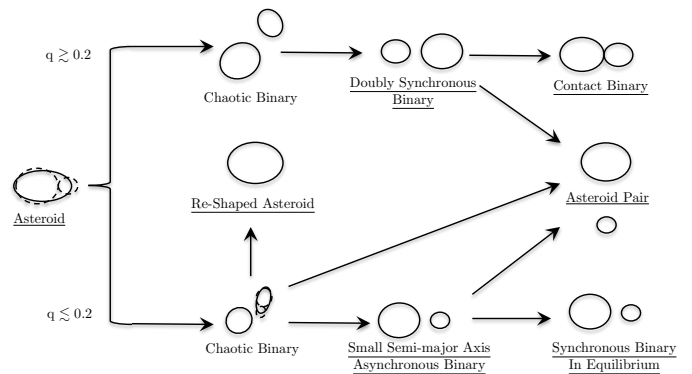 q ≳ 0.2
Chaotic Binary
Doubly Synchronous
Binary
Contact Binary
Asteroid
Re-Shaped Asteroid
Asteroid Pair
q ≲ 0.2
Chaotic Binary
Small Semi-major Axis
Asynchronous Binary
Synchronous Binary
In Equilibrium